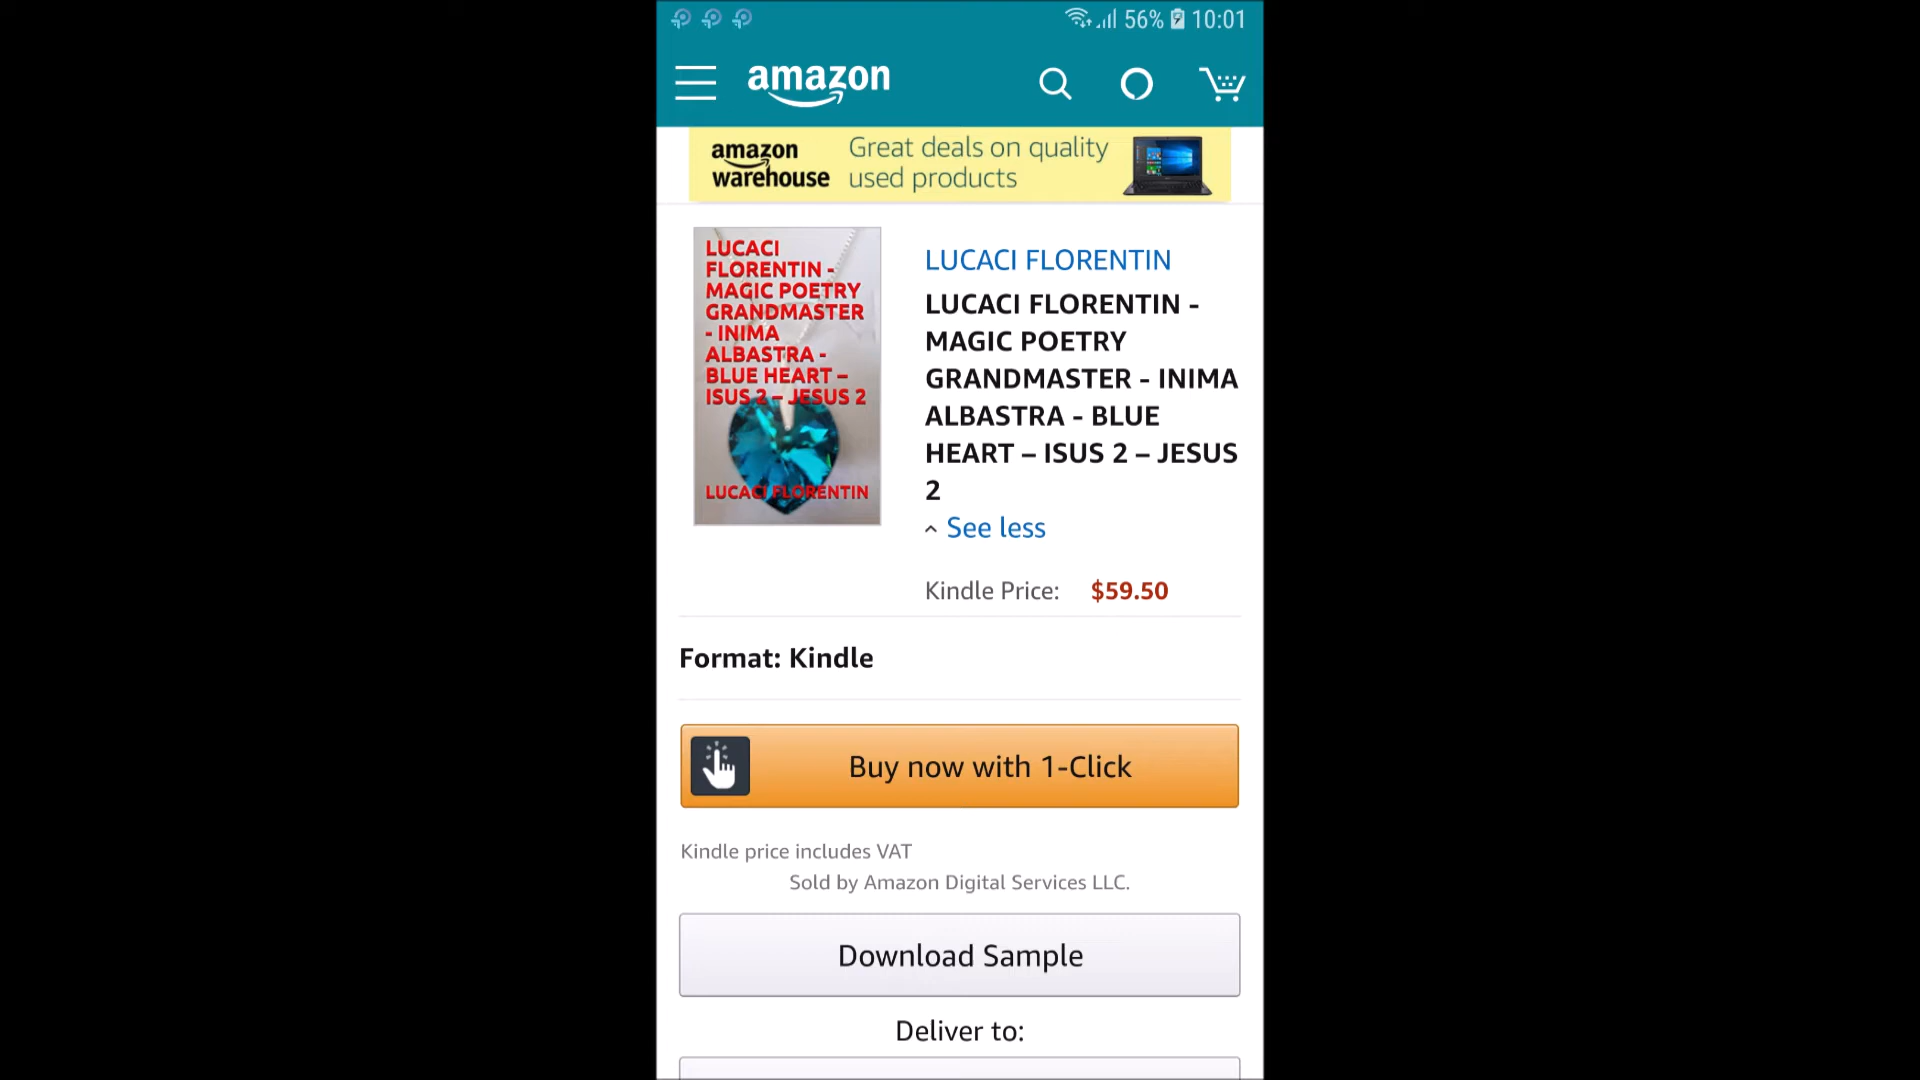 56% 10:01
amazon
amazon
warehouse
Great deals on quality
used products
LUCACI
FLORENTIN -
MAGIC POETRY
GRANDMASTER
- INIMA
ALBASTRA -
BLUE HEART –
ISUS 2 – JESUS 2
LUCACI FLORENTIN
LUCACI FLORENTIN
LUCACI FLORENTIN -
MAGIC POETRY
GRANDMASTER - INIMA
ALBASTRA - BLUE
HEART – ISUS 2 – JESUS
2
See less
Kindle Price: $59.50
Format: Kindle
Buy now with 1-Click
Kindle price includes VAT
Sold by Amazon Digital Services LLC.
Download Sample
Deliver to: